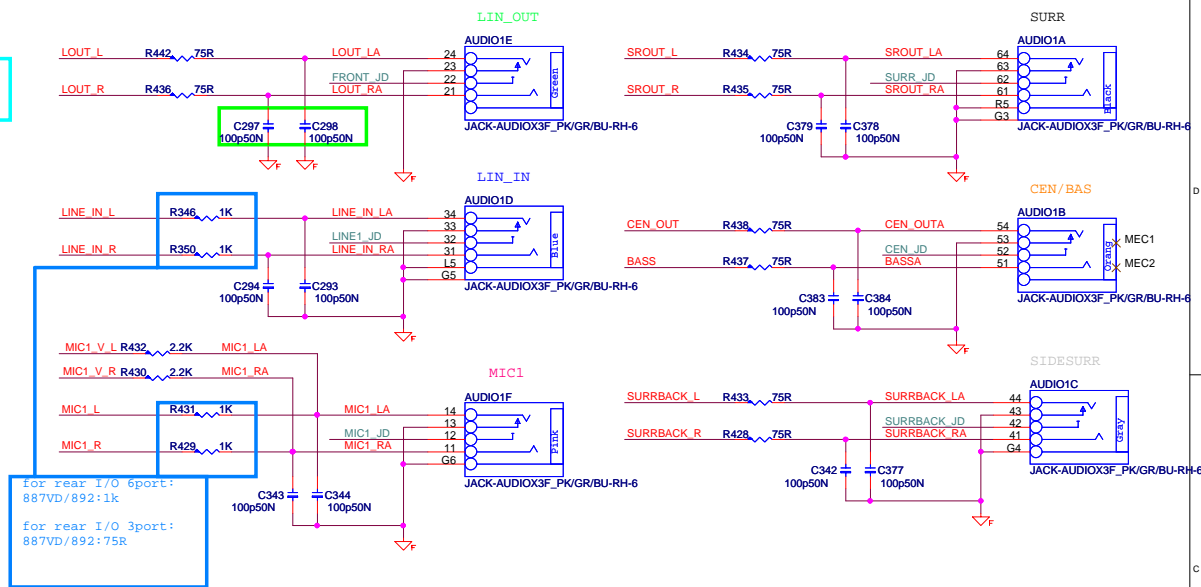 LIN_OUT
AUDIO1E
LOUT_L R442 75R LOUT_LA 24
23
FRONT_JD 22
LOUT_R R436 75R LOUT_RA 21
Green
C297 C298
100p50N 100p50N
JACK-AUDIOX3F_PK/GR/BU-RH-6
F F F
LIN_IN
AUDIO1D
LINE_IN_L R346 1K LINE_IN_LA 34
33
LINE1_JD 32
LINE_IN_R R350 1K LINE_IN_RA 31
L5
G5
Blue
C294 C293
100p50N 100p50N
JACK-AUDIOX3F_PK/GR/BU-RH-6
F
MIC1_V_L R432 2.2K MIC1_LA
MIC1_V_R R430 2.2K MIC1_RA
MIC1
AUDIO1F
MIC1_L R431 1K MIC1_LA 14
13
MIC1_JD 12
MIC1_R R429 1K MIC1_RA 11
G6
Pink
C343 C344
100p50N 100p50N
JACK-AUDIOX3F_PK/GR/BU-RH-6
F
for rear I/O 6port:
887VD/892:1k
for rear I/O 3port:
887VD/892:75R
SURR
AUDIO1A
SROUT_L R434 75R SROUT_LA 64
63
SURR_JD 62
SROUT_R R435 75R SROUT_RA 61
R5
G3
Black
C379 C378
100p50N 100p50N
JACK-AUDIOX3F_PK/GR/BU-RH-6
F
CEN/BAS
AUDIO1B
CEN_OUT R438 75R CEN_OUTA 54
53
CEN_JD 52
BASS R437 75R BASSA 51
Orang
MEC1
MEC2
C383 C384
100p50N 100p50N
JACK-AUDIOX3F_PK/GR/BU-RH-6
F
SIDESURR
AUDIO1C
SURRBACK_L R433 75R SURRBACK_LA 44
43
SURRBACK_JD 42
SURRBACK_R R428 75R SURRBACK_RA 41
G4
Gray
C342 C377
100p50N 100p50N
JACK-AUDIOX3F_PK/GR/BU-RH-6
F
D
C